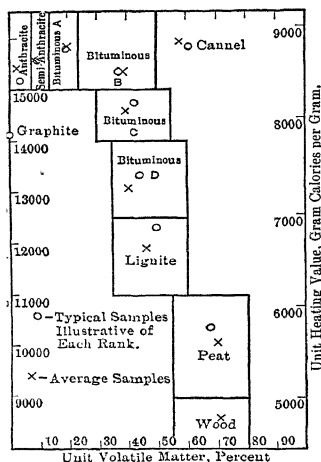 Anthracite
Semi-Anthracite
Bituminous A
Bituminous
B
Cannel
9000
15000
Bituminous
C
8000
Graphite
14000
Bituminous
D
13000
7000
12000
Lignite
11000
6000
O-Typical Samples
Illustrative of
Each Rank.
10000
Peat
X-Average Samples
9000
5000
Wood
10 20 30 40 50 60 70 80 90
Unit Volatile Matter, Percent
Unit Heating Value, Gram Calories per Gram,